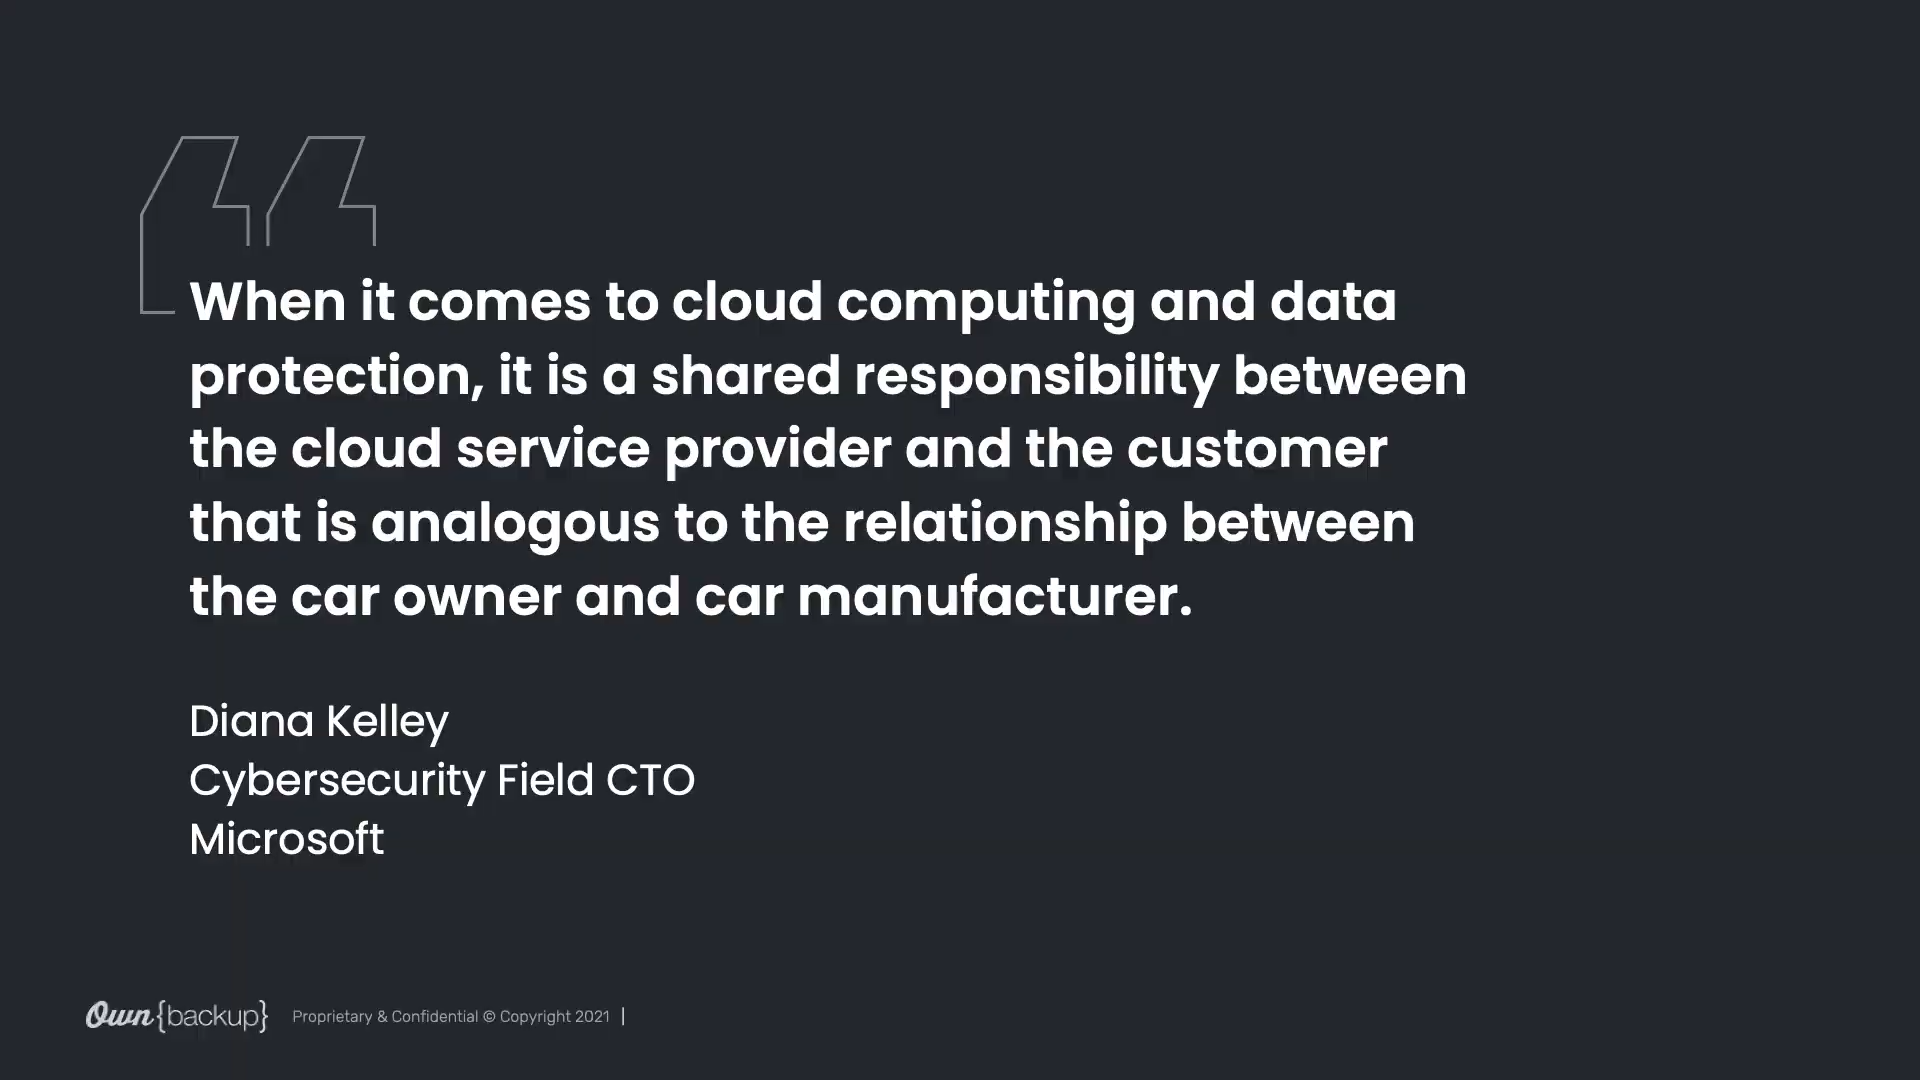 When it comes to cloud computing and data
protection, it is a shared responsibility between
the cloud service provider and the customer
that is analogous to the relationship between
the car owner and car manufacturer.
Diana Kelley
Cybersecurity Field CTO
Microsoft
Own{backup} Proprietary & Confidential © Copyright 2021 |